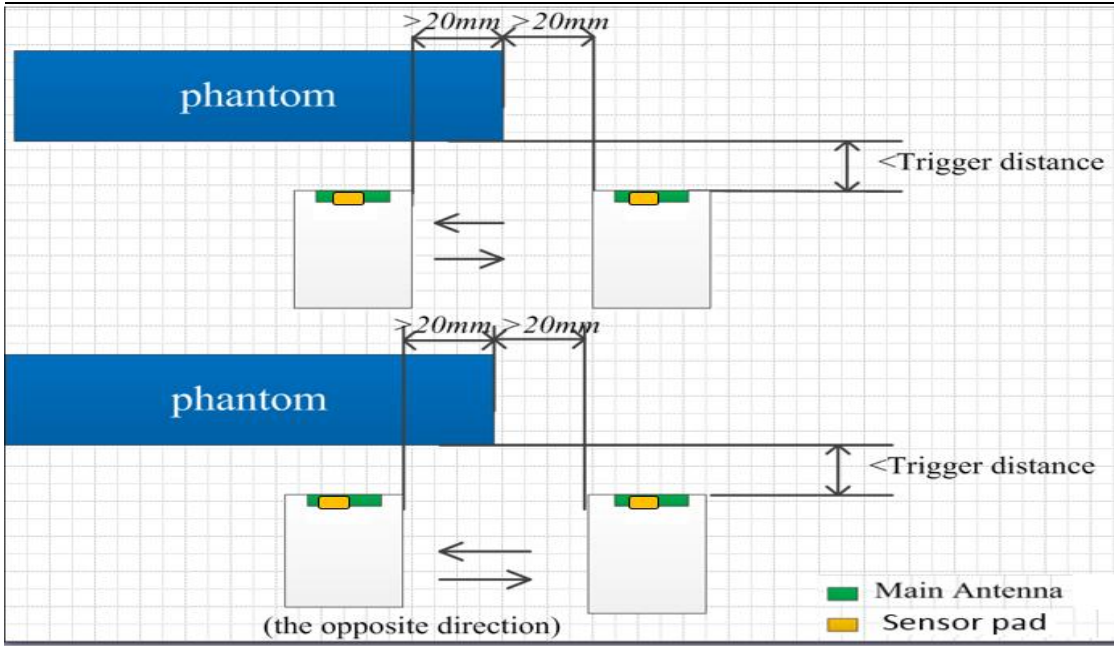 >20mm >20mm
phantom
<Trigger distance
>20mm >20mm
phantom
<Trigger distance
Main Antenna
(the opposite direction)
Sensor pad